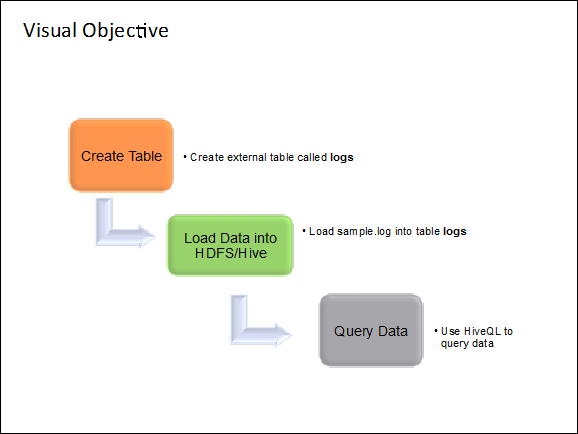 Visual Objective
Create Table
• Create external table called logs
Load Data into
HDFS/Hive
• Load sample.log into table logs
Query Data
• Use HiveQL to
query data